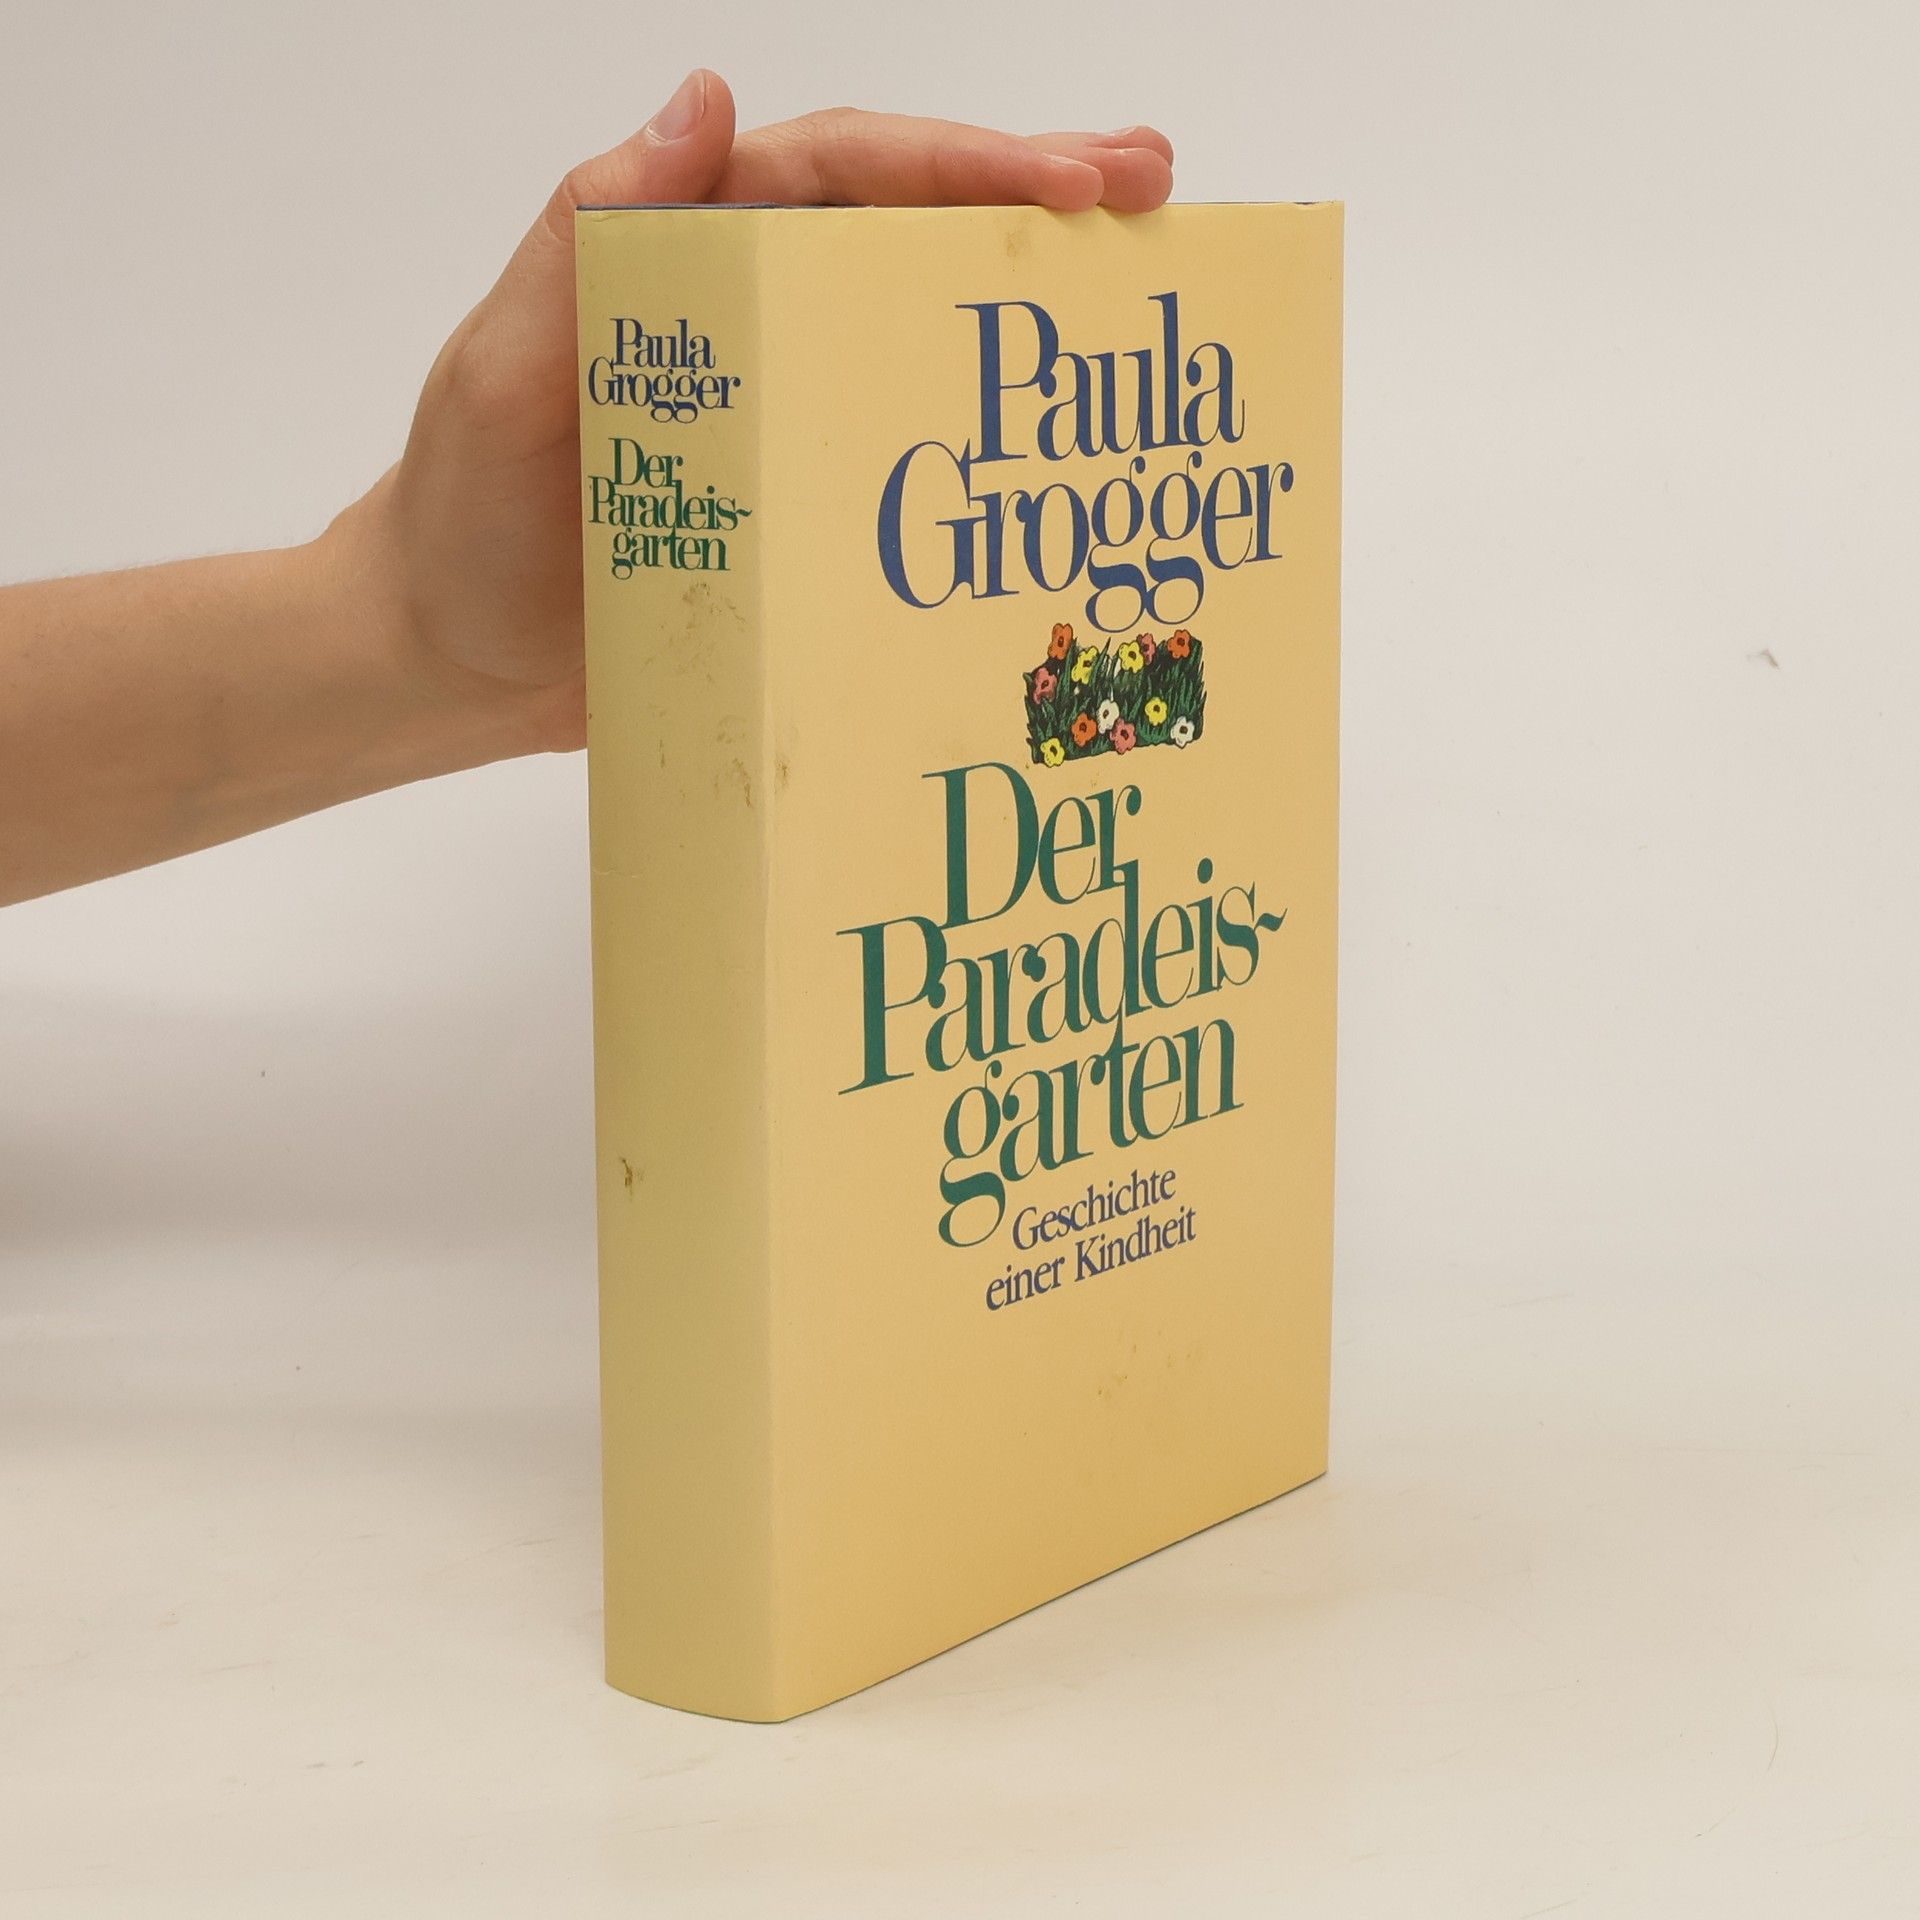 Paula
Grogger
Der
Paradeis-
garten
Paula
Grogger
Der
Paradeis-
garten
Geschichte
einer Kindheit